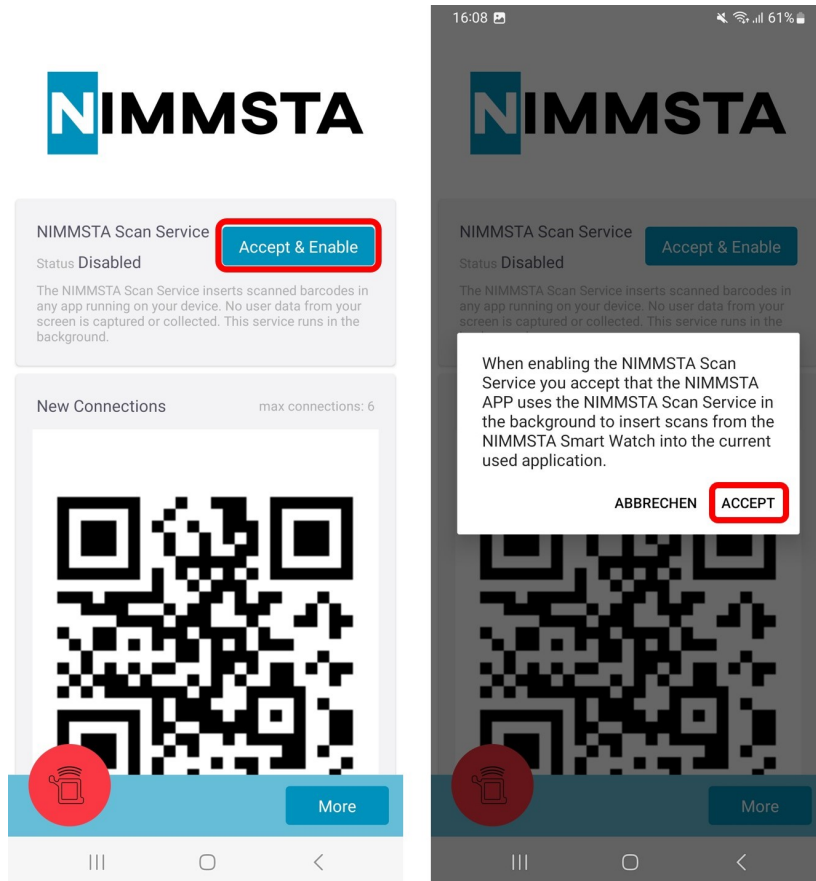 NIMMSTA
NIMMSTA Scan Service
Accept & Enable
Status Disabled
The NIMMSTA Scan Service inserts scanned barcodes in
any app running on your device. No user data from your
screen is captured or collected. This service runs in the
background.
New Connections
max connections: 6
More
16:08
61%
NIMMSTA
NIMMSTA Scan Service
Accept & Enable
Status Disabled
The NIMMSTA Scan Service inserts scanned barcodes in
any app running on your device. No user data from your
screen is captured or collected. This service runs in the
When enabling the NIMMSTA Scan
Service you accept that the NIMMSTA
APP uses the NIMMSTA Scan Service in
the background to insert scans from the
NIMMSTA Smart Watch into the current
used application.
ABBRECHEN
ACCEPT
More